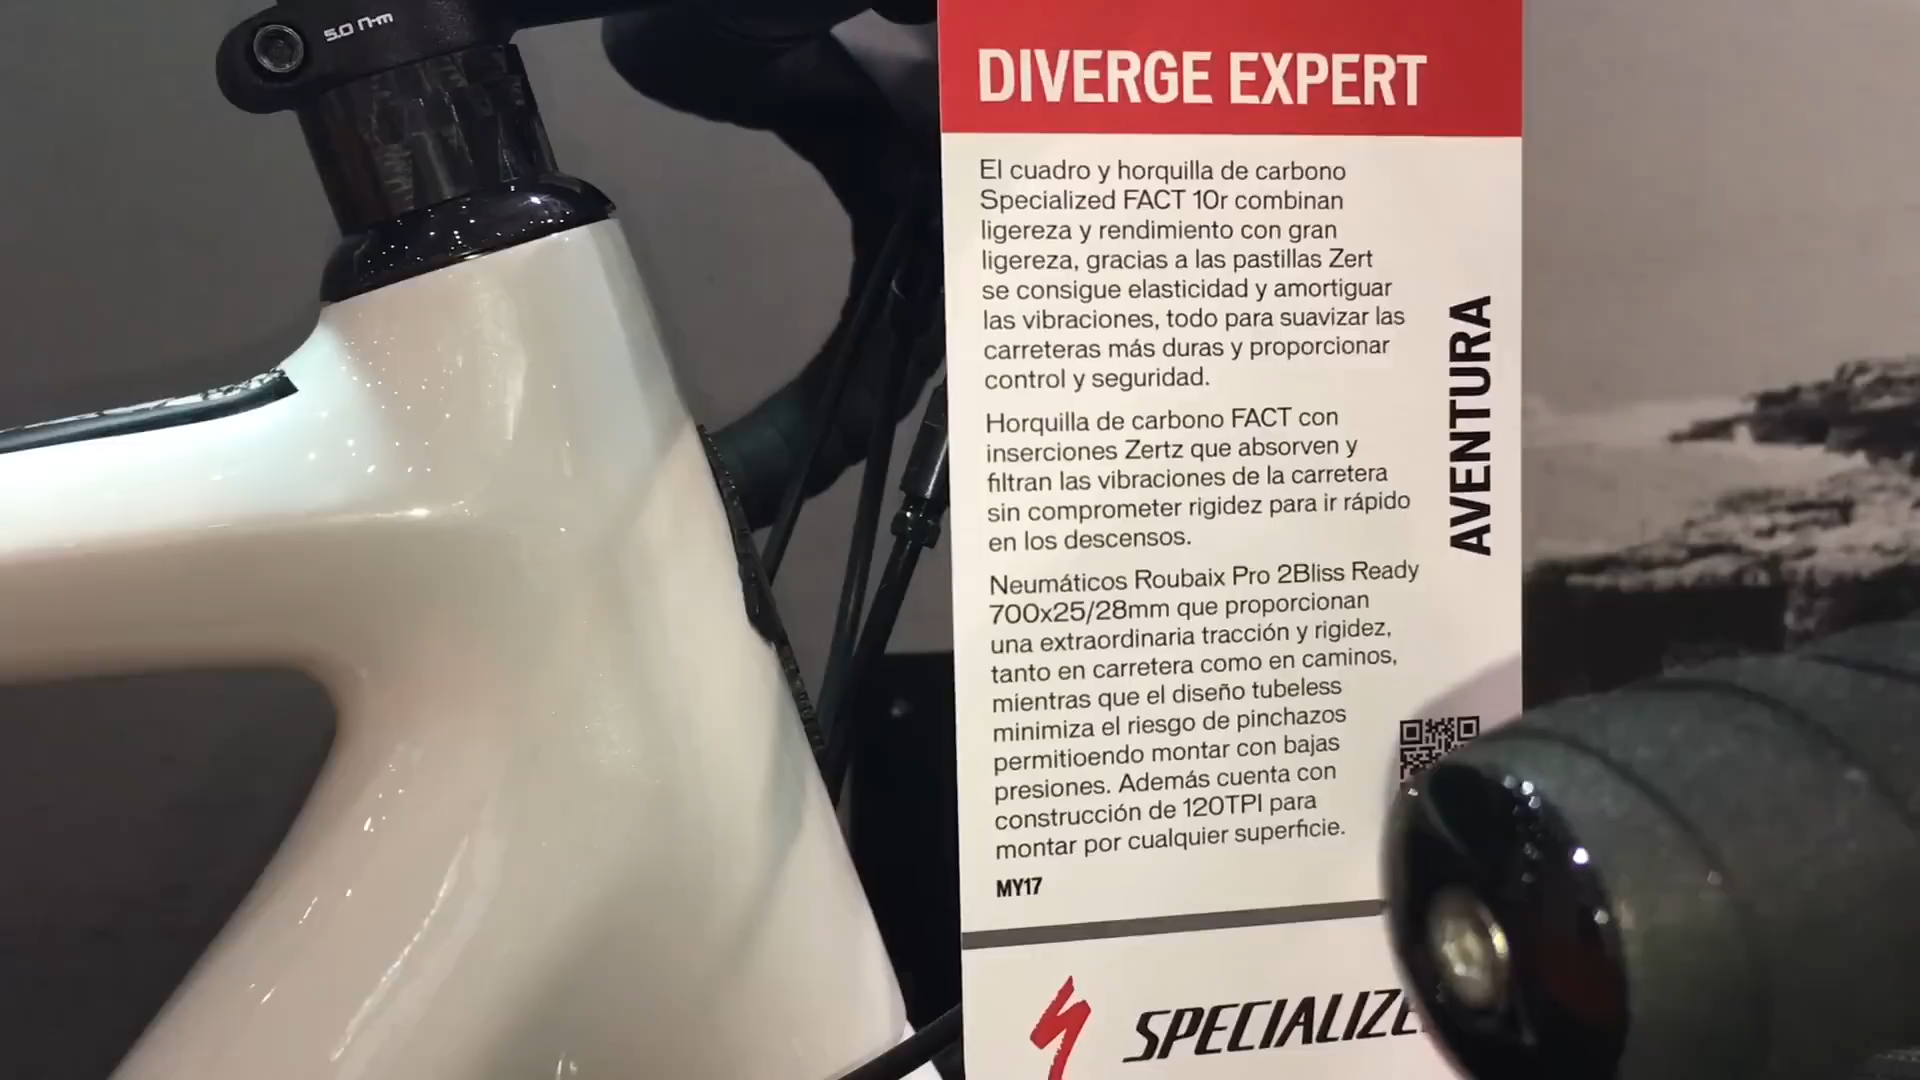 5.0 N-m
DIVERGE EXPERT
El cuadro y horquilla de carbono
Specialized FACT 10r combinan
ligereza y rendimiento con gran
ligereza, gracias a las pastillas Zert
se consigue elasticidad y amortiguar
las vibraciones, todo para suavizar las
carreteras más duras y proporcionar
control y seguridad.
Horquilla de carbono FACT con
inserciones Zertz que absorven y
filtran las vibraciones de la carretera
sin comprometer rigidez para ir rápido
en los descensos.
Neumáticos Roubaix Pro 2Bliss Ready
700x25/28mm que proporcionan
una extraordinaria tracción y rigidez,
tanto en carretera como en caminos,
mientras que el diseño tubeless
minimiza el riesgo de pinchazos
permitioendo montar con bajas
presiones. Además cuenta con
construcción de 120TPI para
montar por cualquier superficie.
MY17
AVENTURA
SPECIALIZE